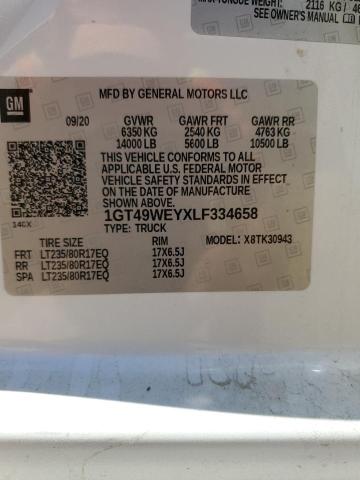 2116 KG / 46
SEE OWNER'S MANUAL
GM
MFD BY GENERAL MOTORS LLC
09/20 GVWR GAWR FRT GAWR RR
6350 KG 2540 KG 4763 KG
14000 LB 5600 LB 10500 LB
THIS VEHICLE CONFORMS TO ALL
APPLICABLE U.S. FEDERAL MOTOR
VEHICLE SAFETY STANDARDS IN
EFFECT ON THE DATE OF MANUFACTURE
SHOWN ABOVE.
1GT49WEYXLF334658
14CX
TYPE: TRUCK
TIRE SIZE RIM MODEL: X8TK30943
FRT LT235/80R17EQ 17X6.5J
RR LT235/80R17EQ 17X6.5J
SPA LT235/80R17EQ 17X6.5J